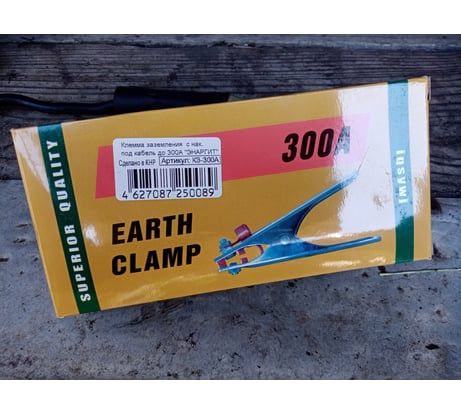 SUPERIOR QUALITY
Клемма заземления с нак.
под кабель до 300А "ЭНАРГИТ"
Сделано в КНР Артикул: КЗ-300А
4 627087 250089
300A
EARTH
CLAMP
IOSVWI